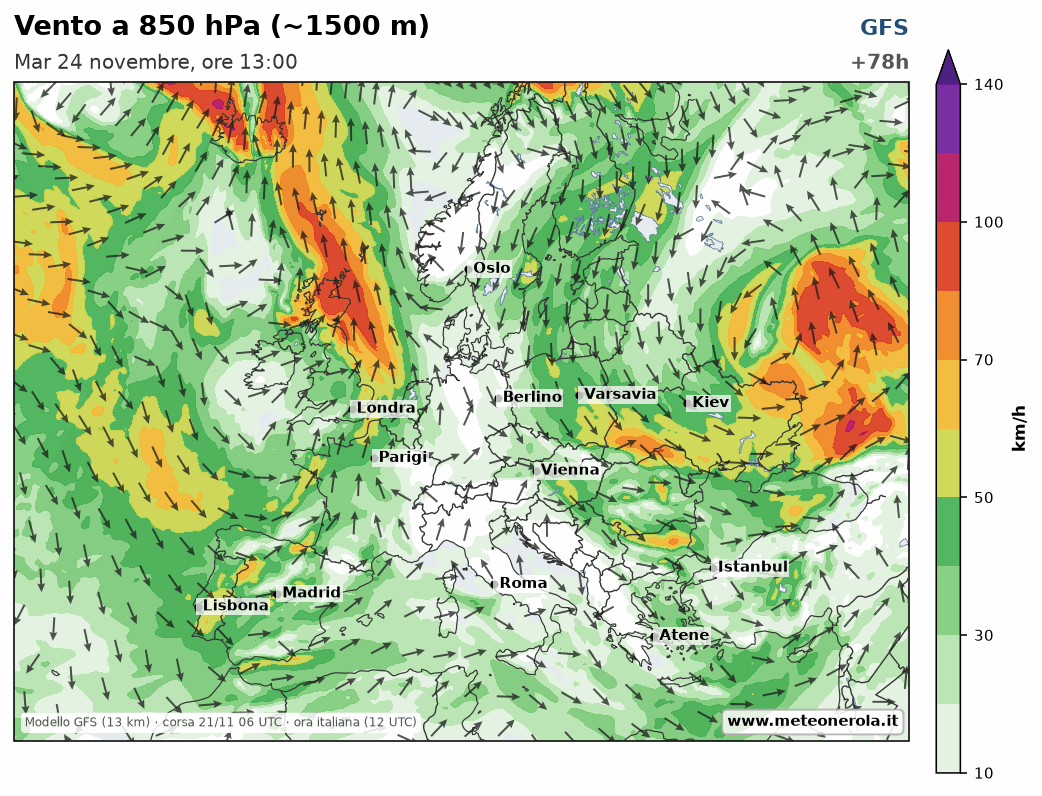 Vento a 850 hPa (~1500 m)
GFS
Mar 24 novembre, ore 13:00
+78h
140
100
70
50
30
10
km/h
Oslo
Londra
Berlino
Varsavia
Kiev
Parigi
Vienna
Istanbul
Roma
Madrid
Lisbona
Atene
Modello GFS (13 km) · corsa 21/11 06 UTC · ora italiana (12 UTC)
www.meteonerola.it